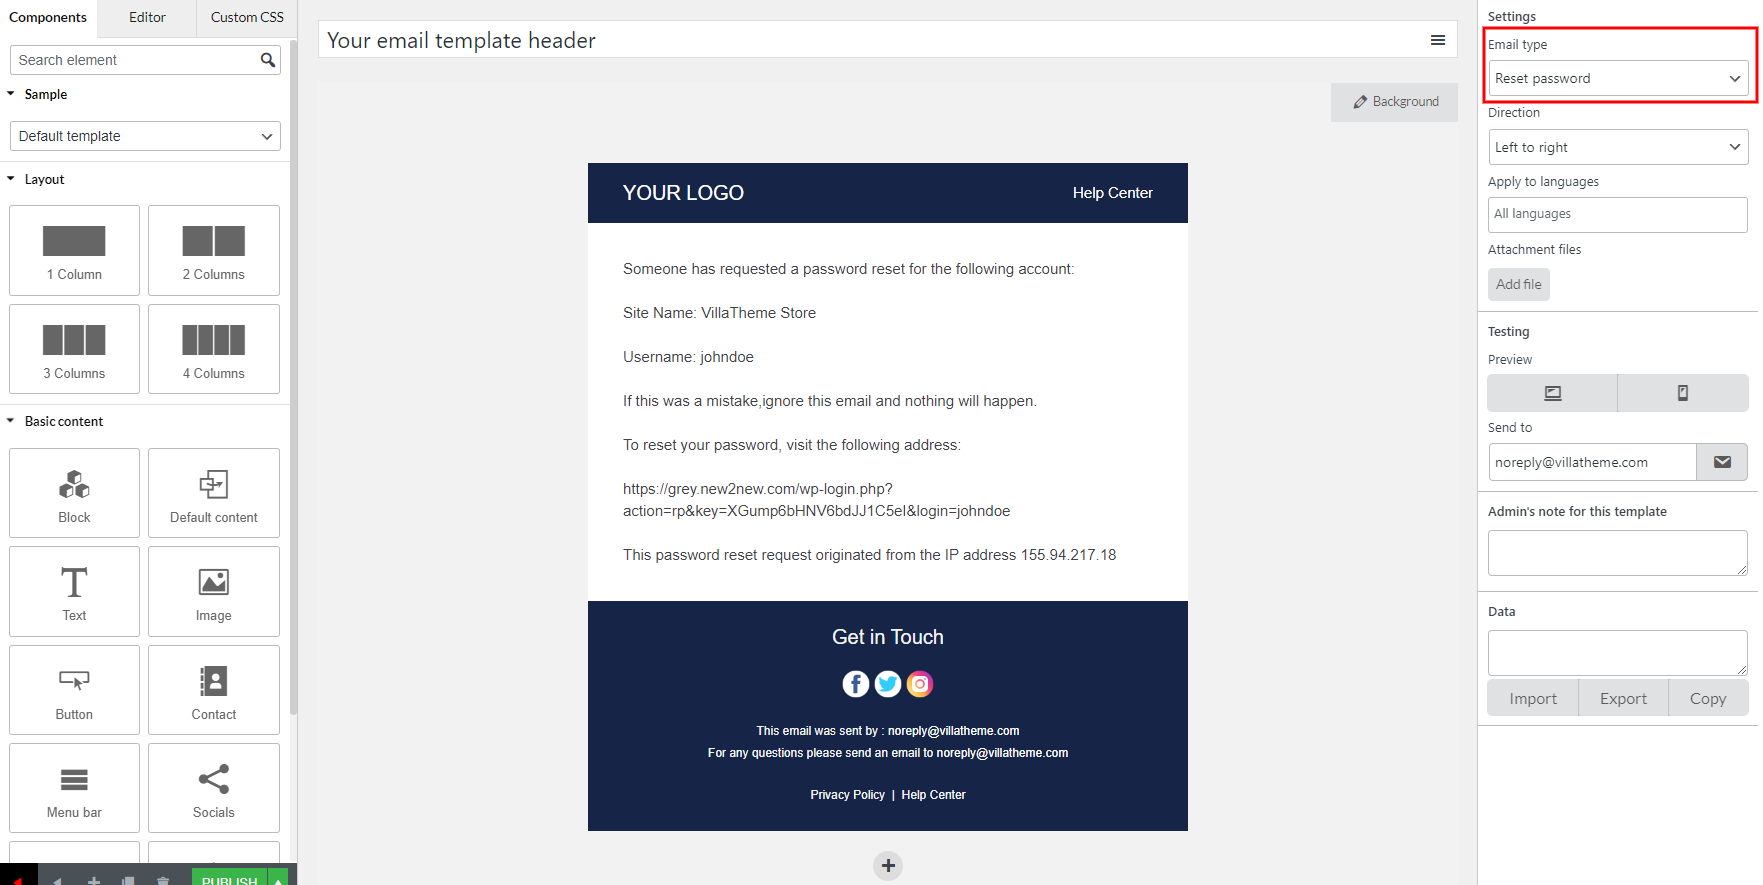 Components
Editor
Custom CSS
Search element
Sample
Default template
Layout
1 Column
2 Columns
3 Columns
4 Columns
Basic content
Block
Default content
Text
Image
Button
Contact
Menu bar
Socials
PUBLISH
Your email template header
Background
YOUR LOGO
Help Center
Someone has requested a password reset for the following account:
Site Name: VillaTheme Store
Username: johndoe
If this was a mistake,ignore this email and nothing will happen.
To reset your password, visit the following address:
https://grey.new2new.com/wp-login.php?
action=rp&key=XGump6bHNV6bdJJ1C5eI&login=johndoe
This password reset request originated from the IP address 155.94.217.18
Get in Touch
This email was sent by : noreply@villatheme.com
For any questions please send an email to noreply@villatheme.com
Privacy Policy | Help Center
Settings
Email type
Reset password
Direction
Left to right
Apply to languages
All languages
Attachment files
Add file
Testing
Preview
Send to
noreply@villatheme.com
Admin's note for this template
Data
Import
Export
Copy